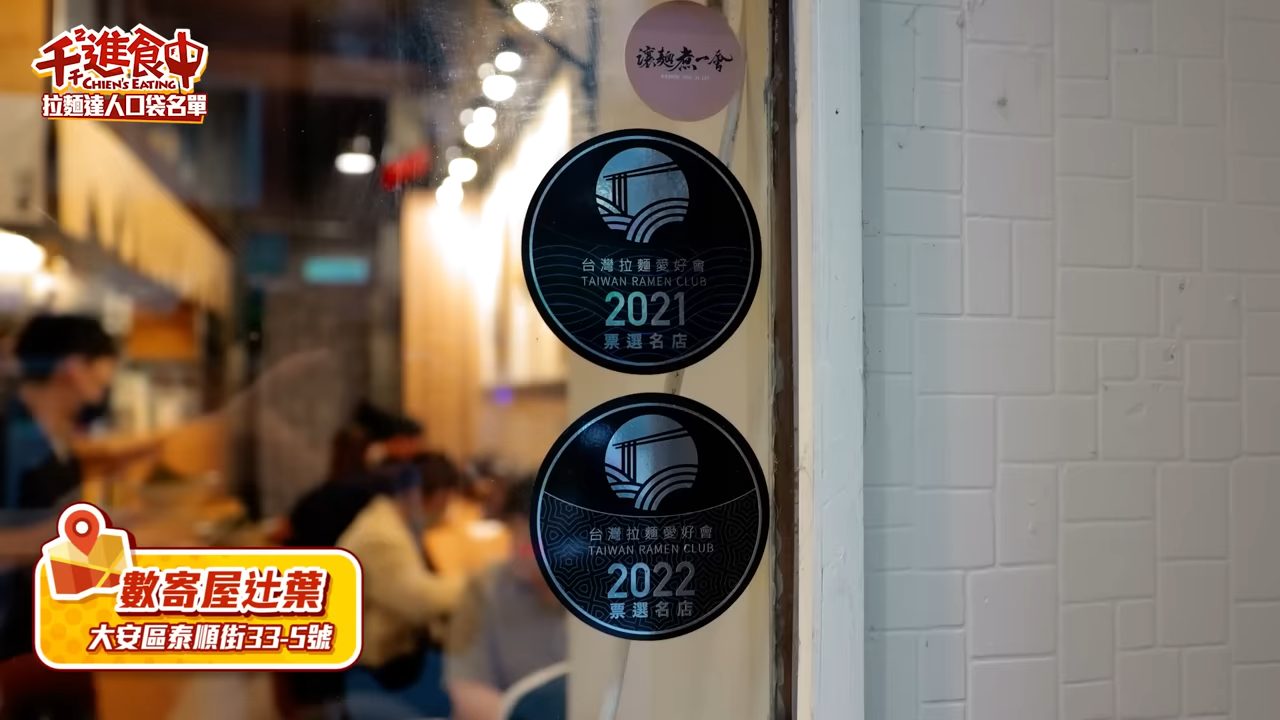 千千進食中
CHIEN'S EATING
拉麵達人口袋名單
讓麵煮一會
台灣拉麵愛好會
TAIWAN RAMEN CLUB
2021
票選名店
台灣拉麵愛好會
TAIWAN RAMEN CLUB
2022
票選名店
數寄屋辻葉
大安區泰順街33-5號